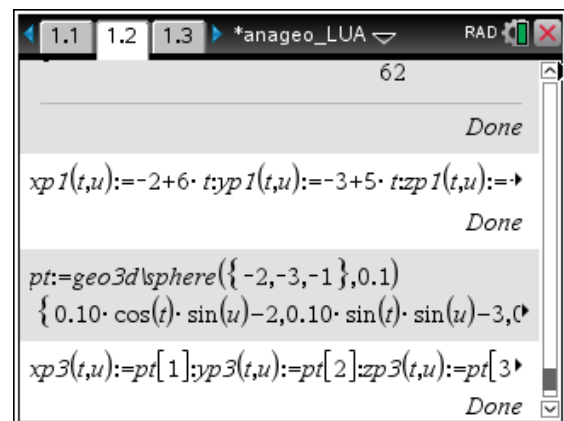 1.1 1.2 1.3 *anageo_LUA RAD
62
Done
xp1(t,u):=-2+6·t:yp1(t,u):=-3+5·t:zp1(t,u):=-
Done
pt:=geo3d\sphere({-2,-3,-1},0.1)
{0.10·cos(t)·sin(u)-2,0.10·sin(t)·sin(u)-3,0
xp3(t,u):=pt[1]:yp3(t,u):=pt[2]:zp3(t,u):=pt[3
Done